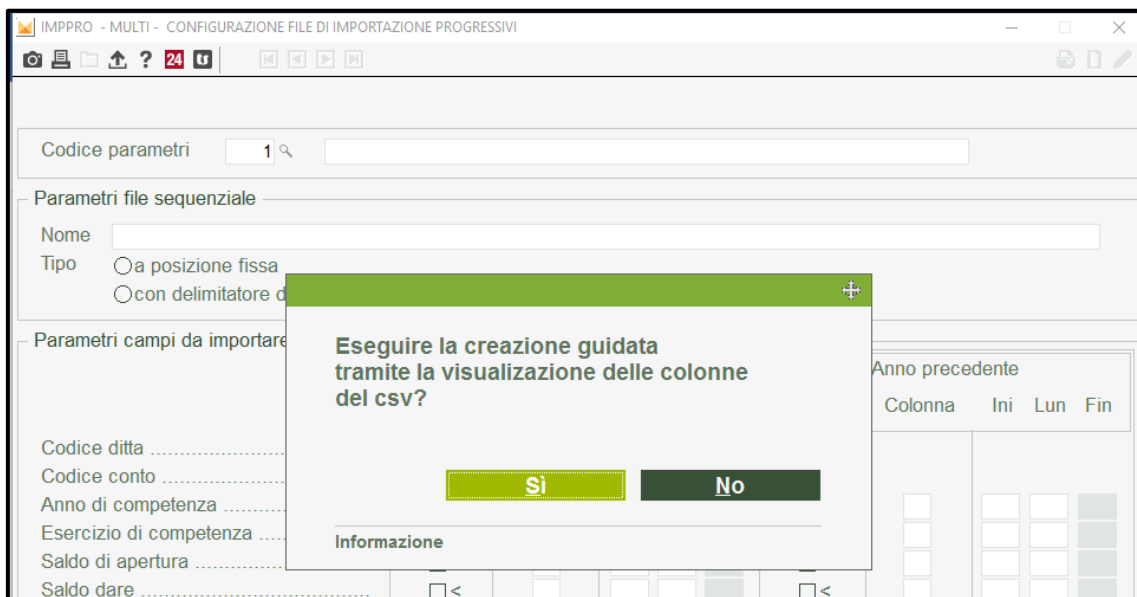 IMPPRO - MULTI - CONFIGURAZIONE FILE DI IMPORTAZIONE PROGRESSIVI
? 24 U
Codice parametri 1
Parametri file sequenziale
Nome
Tipo a posizione fissa
con delimitatore d
Parametri campi da importare
Eseguire la creazione guidata
tramite la visualizzazione delle colonne
del csv?
Sì No
Informazione
Anno precedente
Colonna Ini Lun Fin
Codice ditta
Codice conto
Anno di competenza
Esercizio di competenza
Saldo di apertura
Saldo dare < <